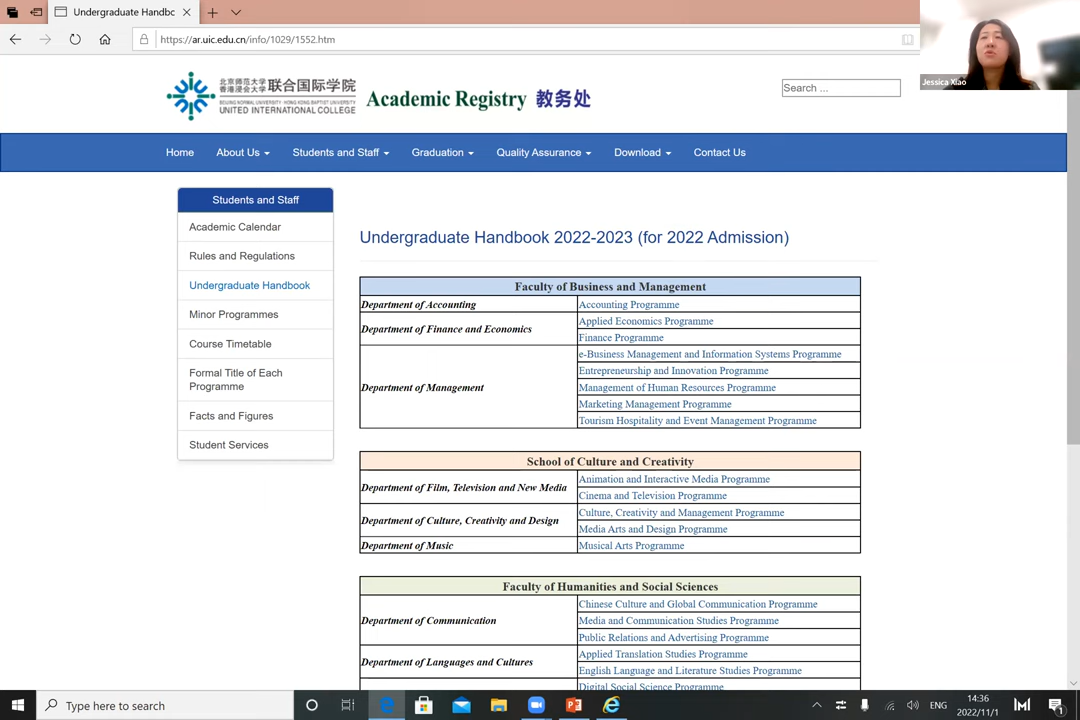 Undergraduate Handbc
https://ar.uic.edu.cn/info/1029/1552.htm
Jessica Xiao
北京师范大学
香港浸会大学
联合国际学院
BEIJING NORMAL UNIVERSITY · HONG KONG BAPTIST UNIVERSITY
UNITED INTERNATIONAL COLLEGE
Academic Registry 教务处
Search ...
Home
About Us
Students and Staff
Graduation
Quality Assurance
Download
Contact Us
Students and Staff
Academic Calendar
Rules and Regulations
Undergraduate Handbook
Minor Programmes
Course Timetable
Formal Title of Each
Programme
Facts and Figures
Student Services
Undergraduate Handbook 2022-2023 (for 2022 Admission)
Faculty of Business and Management
Department of Accounting
Accounting Programme
Department of Finance and Economics
Applied Economics Programme
Finance Programme
Department of Management
e-Business Management and Information Systems Programme
Entrepreneurship and Innovation Programme
Management of Human Resources Programme
Marketing Management Programme
Tourism Hospitality and Event Management Programme
School of Culture and Creativity
Department of Film, Television and New Media
Animation and Interactive Media Programme
Cinema and Television Programme
Department of Culture, Creativity and Design
Culture, Creativity and Management Programme
Media Arts and Design Programme
Department of Music
Musical Arts Programme
Faculty of Humanities and Social Sciences
Department of Communication
Chinese Culture and Global Communication Programme
Media and Communication Studies Programme
Public Relations and Advertising Programme
Department of Languages and Cultures
Applied Translation Studies Programme
English Language and Literature Studies Programme
Digital Social Science Programme
Type here to search
ENG
14:36
2022/11/1
1